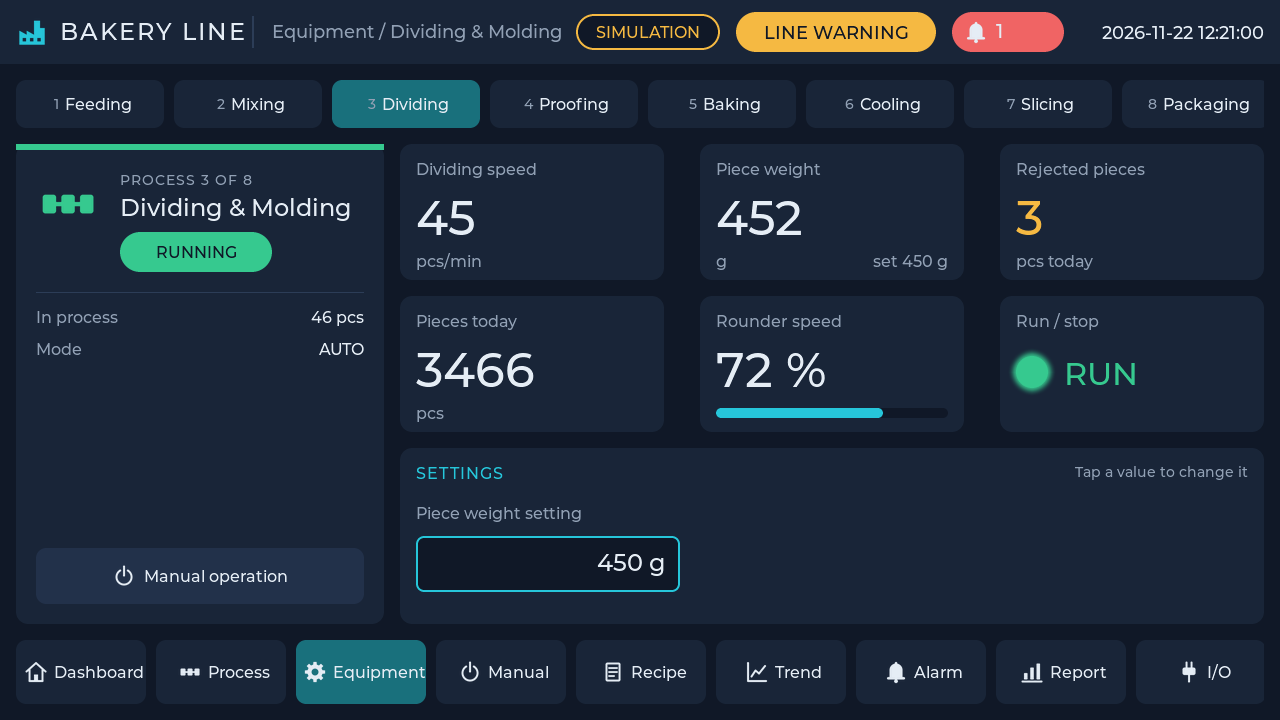 BAKERY LINE
Equipment / Dividing & Molding
SIMULATION
LINE WARNING
1
2026-11-22 12:21:00
1 Feeding
2 Mixing
3 Dividing
4 Proofing
5 Baking
6 Cooling
7 Slicing
8 Packaging
PROCESS 3 OF 8
Dividing & Molding
RUNNING
In process 46 pcs
Mode AUTO
Manual operation
Dividing speed
45
pcs/min
Piece weight
452
g set 450 g
Rejected pieces
3
pcs today
Pieces today
3466
pcs
Rounder speed
72 %
Run / stop
RUN
SETTINGS
Tap a value to change it
Piece weight setting
450 g
Dashboard
Process
Equipment
Manual
Recipe
Trend
Alarm
Report
I/O